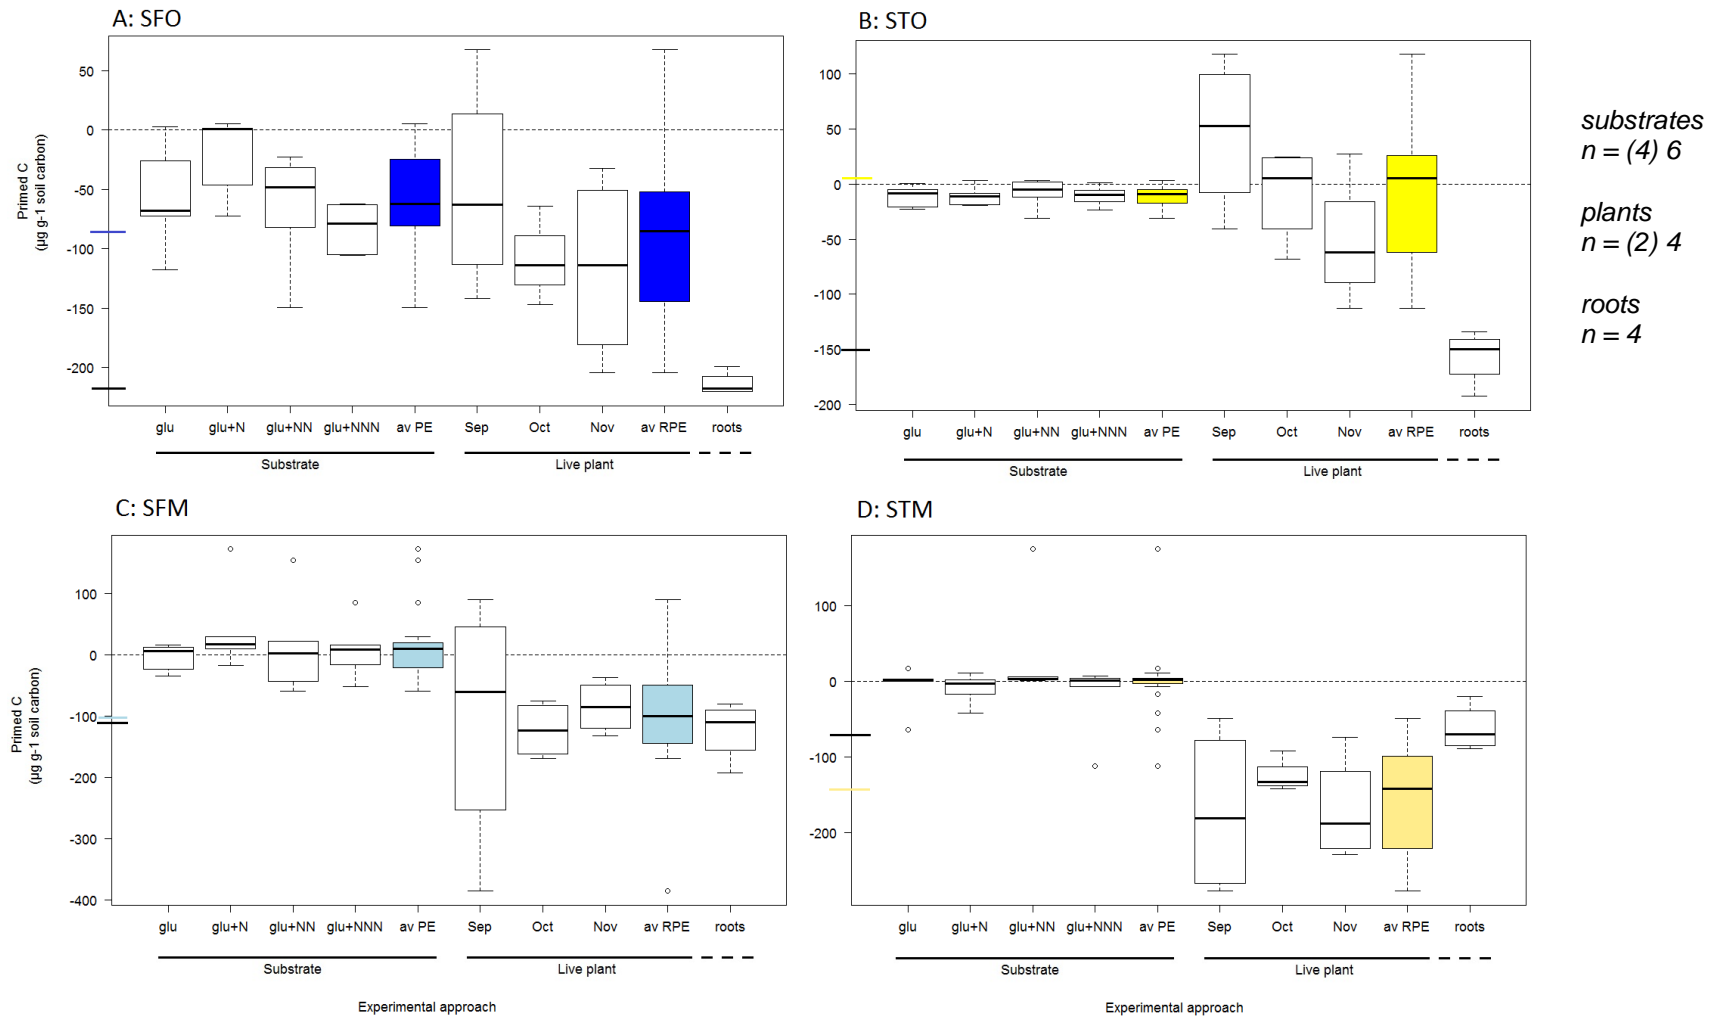 A: SFO
Primed C
(µg g-1 soil carbon)
50
0
-50
-100
-150
-200
glu
glu+N
glu+NN
glu+NNN
av PE
Sep
Oct
Nov
av RPE
roots
Substrate
Live plant
B: STO
100
50
0
-50
-100
-150
-200
glu
glu+N
glu+NN
glu+NNN
av PE
Sep
Oct
Nov
av RPE
roots
Substrate
Live plant
substrates
n = (4) 6
plants
n = (2) 4
roots
n = 4
C: SFM
Primed C
(µg g-1 soil carbon)
100
0
-100
-200
-300
-400
glu
glu+N
glu+NN
glu+NNN
av PE
Sep
Oct
Nov
av RPE
roots
Substrate
Live plant
Experimental approach
D: STM
100
0
-100
-200
glu
glu+N
glu+NN
glu+NNN
av PE
Sep
Oct
Nov
av RPE
roots
Substrate
Live plant
Experimental approach